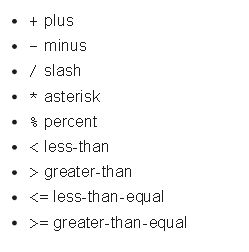 • + plus
• - minus
• / slash
• * asterisk
• % percent
• < less-than
• > greater-than
• <= less-than-equal
• >= greater-than-equal